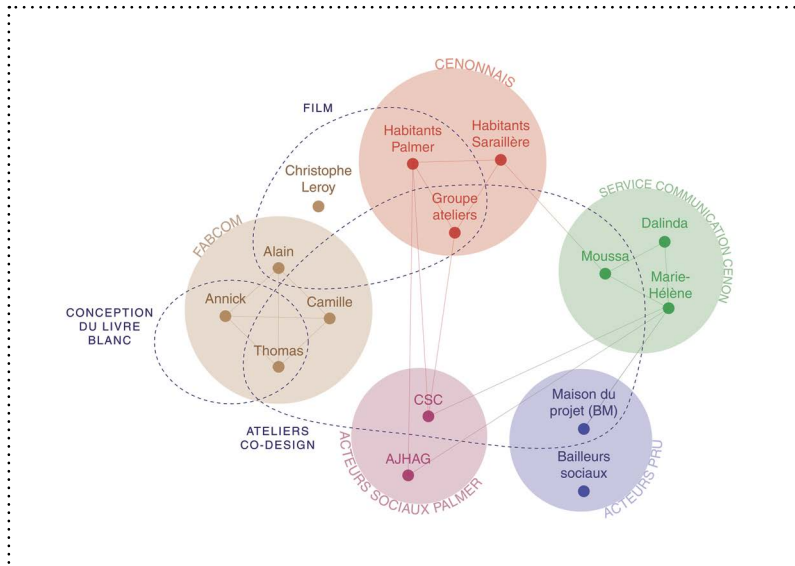 CENONNAIS
FILM
Habitants
Palmer
Habitants
Saraillère
Christophe
Leroy
Groupe
ateliers
SERVICE COMMUNICATION CENON
Dalinda
Moussa
Marie-
Hélène
FABCOM
Alain
Annick
Camille
Thomas
CONCEPTION
DU LIVRE
BLANC
ATELIERS
CO-DESIGN
CSC
AJHAG
ACTEURS SOCIAUX PALMER
Maison du
projet (BM)
Bailleurs
sociaux
ACTEURS PRU